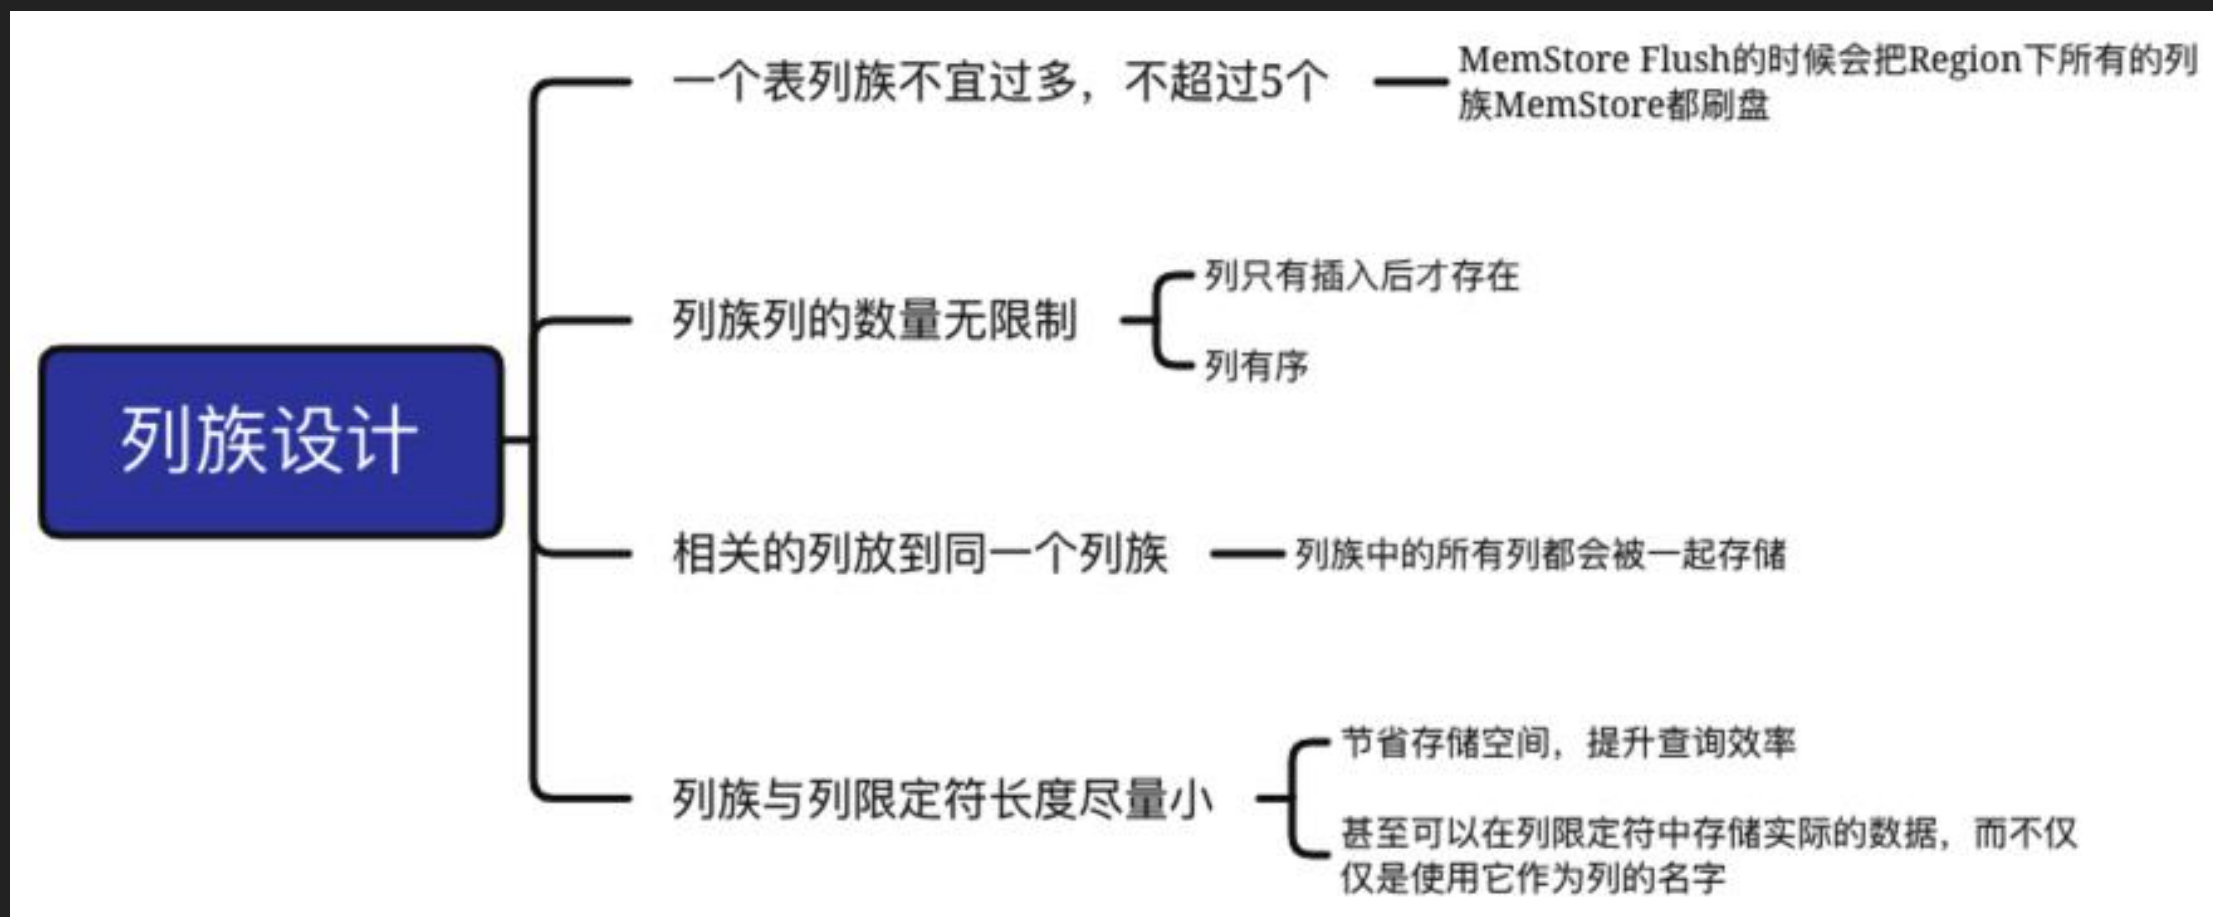 一个表列族不宜过多，不超过5个
MemStore Flush的时候会把Region下所有的列
族MemStore都刷盘
列族列的数量无限制
列只有插入后才存在
列有序
列族设计
相关的列放到同一个列族
列族中的所有列都会被一起存储
列族与列限定符长度尽量小
节省存储空间，提升查询效率
甚至可以在列限定符中存储实际的数据，而不仅
仅是使用它作为列的名字